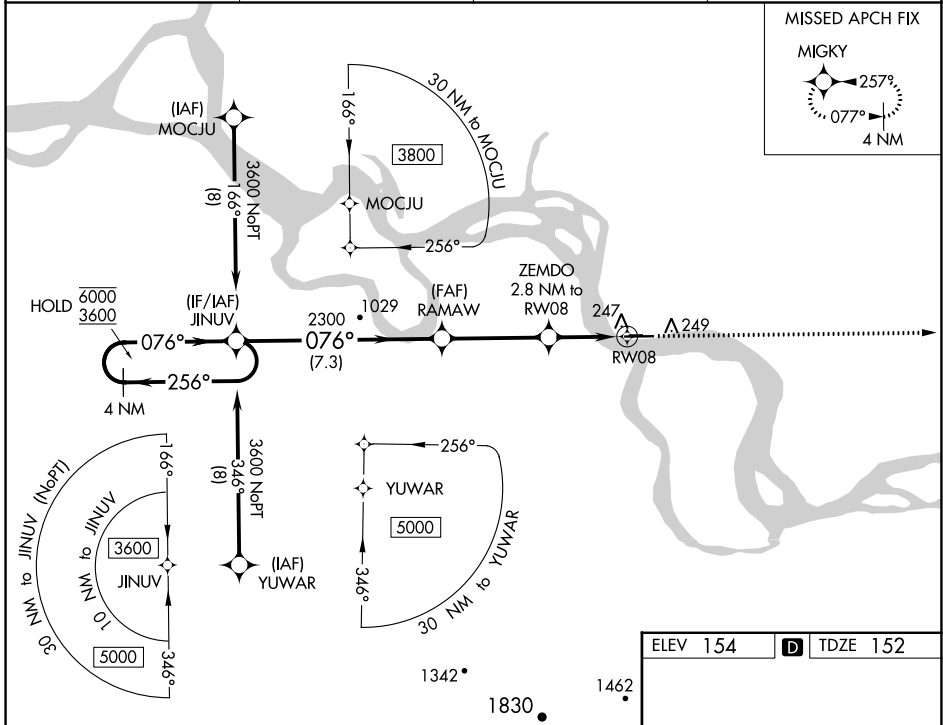 MISSED APCH FIX
MIGKY
257°
077°
4 NM
(IAF)
MOCJU
3600 NoPT
166°
(8)
30 NM to MOCJU
166°
3800
MOCJU
256°
HOLD 6000
3600
(IF/IAF)
JINUV
076°
256°
4 NM
2300
1029
076°
(7.3)
(FAF)
RAMAW
ZEMDO
2.8 NM to
RW08
247
249
RW08
3600 NoPT
346°
(8)
(IAF)
YUWAR
30 NM to JINUV (NoPT)
10 NM to JINUV
166°
3600
JINUV
5000
346°
256°
YUWAR
5000
346°
30 NM to YUWAR
1342
1830
1462
ELEV 154 D TDZE 152